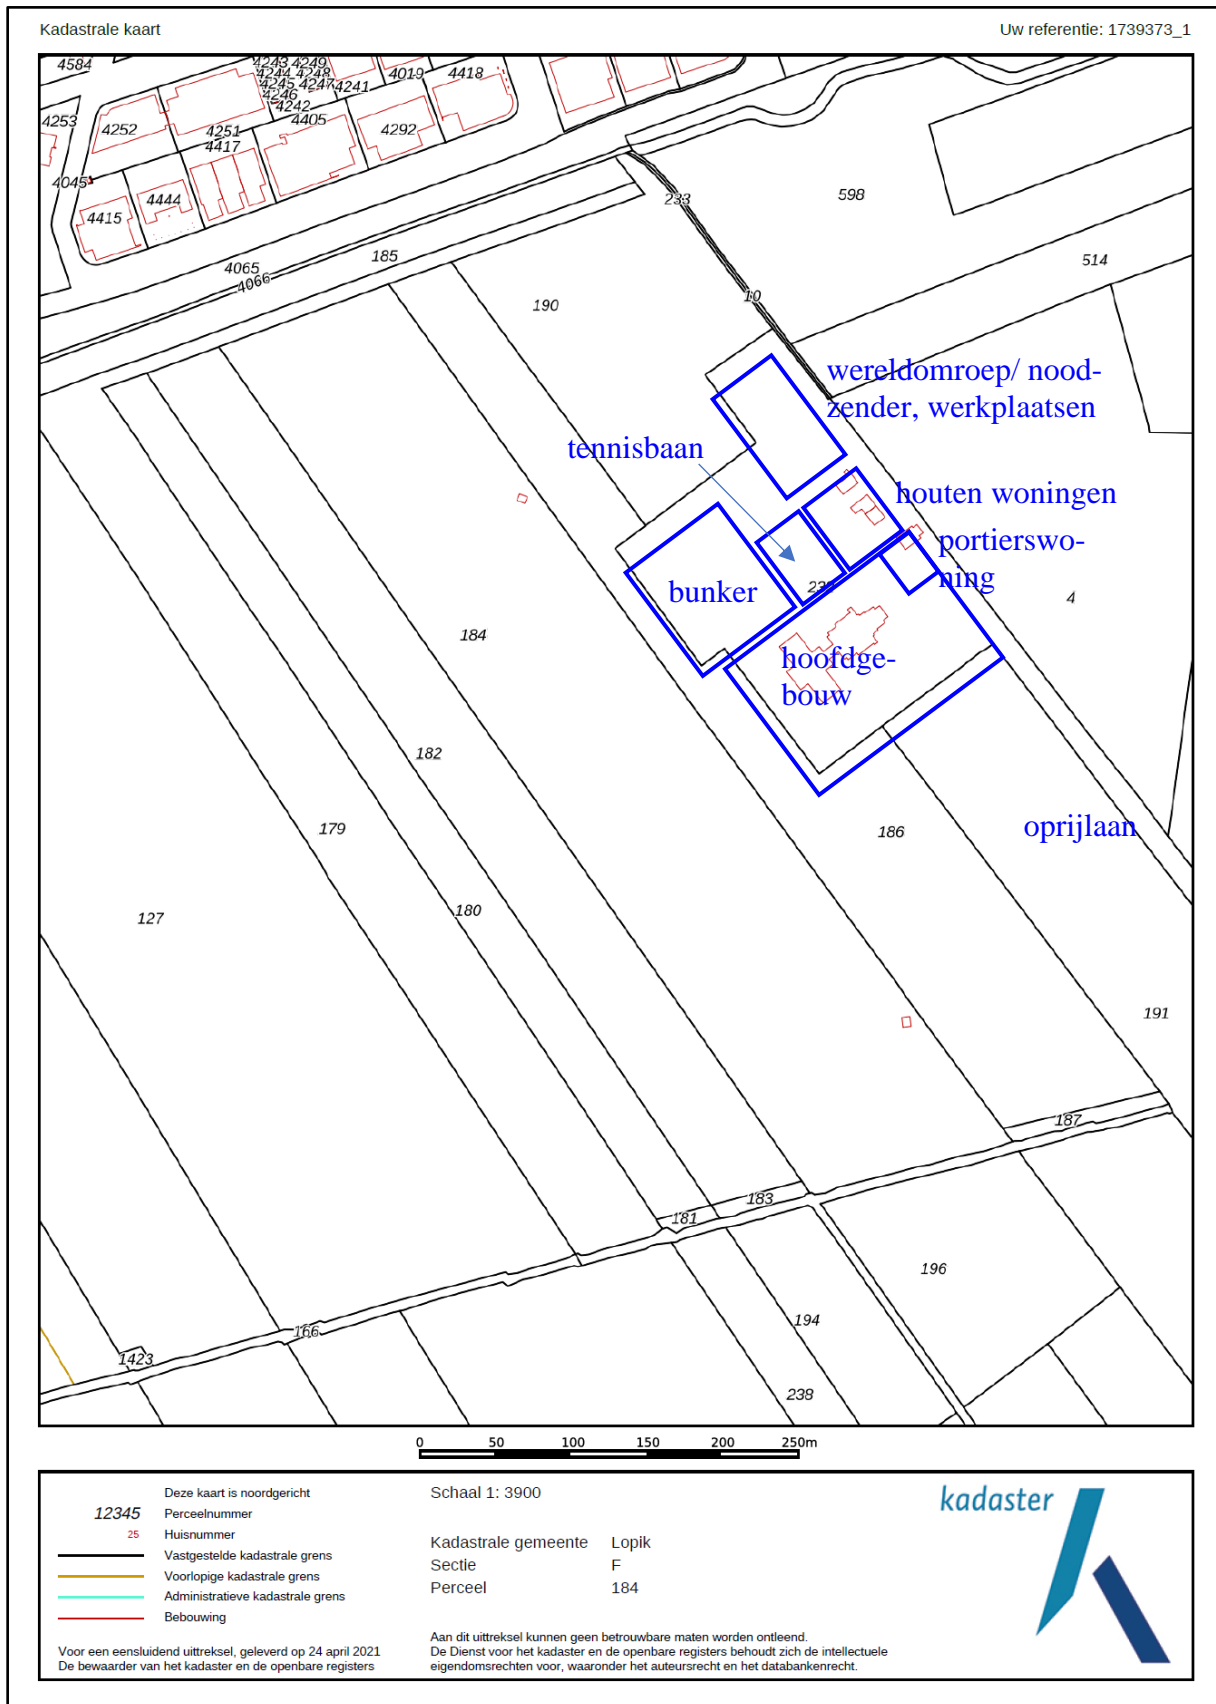 Kadastrale kaart
Uw referentie: 1739373_1
4584
4243 4249
4244 4248
4245 4247 4241
4246
4242
4405
4019
4418
4253
4252
4251
4417
4292
4045
4444
4415
233
598
4065
185
4066
514
190
10
wereldomroep/ nood-
zender, werkplaatsen
tennisbaan
houten woningen
portierswo-
ning
bunker
4
184
hoofdge-
bouw
182
179
186
oprijlaan
127
180
191
187
183
181
196
194
166
1423
238
0 50 100 150 200 250m
Deze kaart is noordgericht
12345 Perceelnummer
25 Huisnummer
Vastgestelde kadastrale grens
Voorlopige kadastrale grens
Administratieve kadastrale grens
Bebouwing
Voor een eensluidend uittreksel, geleverd op 24 april 2021
De bewaarder van het kadaster en de openbare registers
Schaal 1: 3900
Kadastrale gemeente Lopik
Sectie F
Perceel 184
Aan dit uittreksel kunnen geen betrouwbare maten worden ontleend.
De Dienst voor het kadaster en de openbare registers behoudt zich de intellectuele
eigendomsrechten voor, waaronder het auteursrecht en het databankenrecht.
kadaster